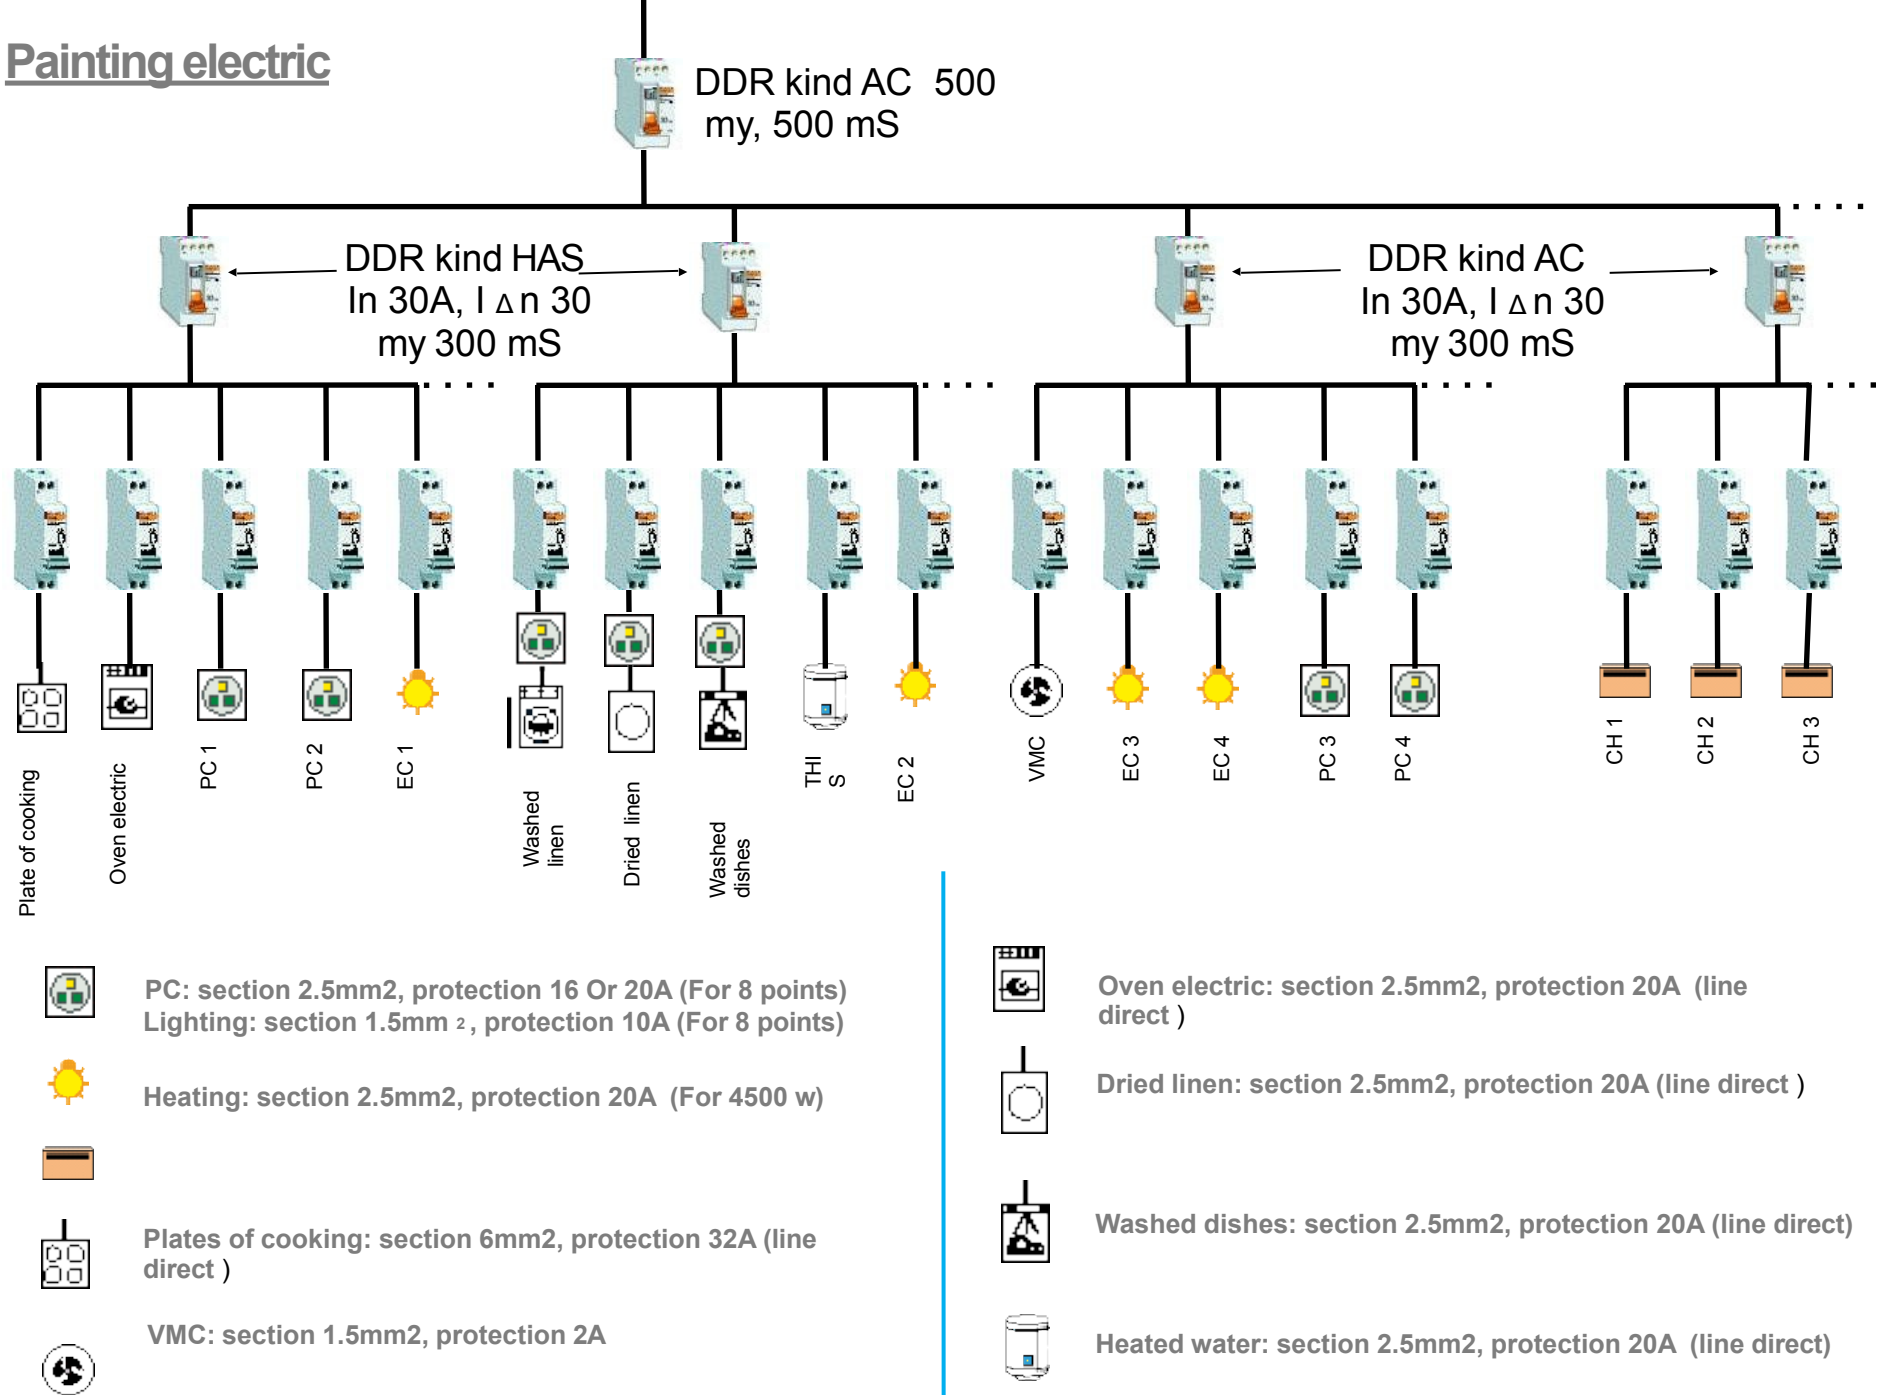 Painting electric
DDR kind AC 500
my, 500 mS
DDR kind HAS
In 30A, I Δ n 30
my 300 mS
DDR kind AC
In 30A, I Δ n 30
my 300 mS
Plate of cooking
Oven electric
PC 1
PC 2
EC 1
Washed
linen
Dried linen
Washed
dishes
THI
S
EC 2
VMC
EC 3
EC 4
PC 3
PC 4
CH 1
CH 2
CH 3
PC: section 2.5mm2, protection 16 Or 20A (For 8 points)
Lighting: section 1.5mm 2 , protection 10A (For 8 points)
Heating: section 2.5mm2, protection 20A (For 4500 w)
Plates of cooking: section 6mm2, protection 32A (line
direct )
VMC: section 1.5mm2, protection 2A
Oven electric: section 2.5mm2, protection 20A (line
direct )
Dried linen: section 2.5mm2, protection 20A (line direct )
Washed dishes: section 2.5mm2, protection 20A (line direct)
Heated water: section 2.5mm2, protection 20A (line direct)